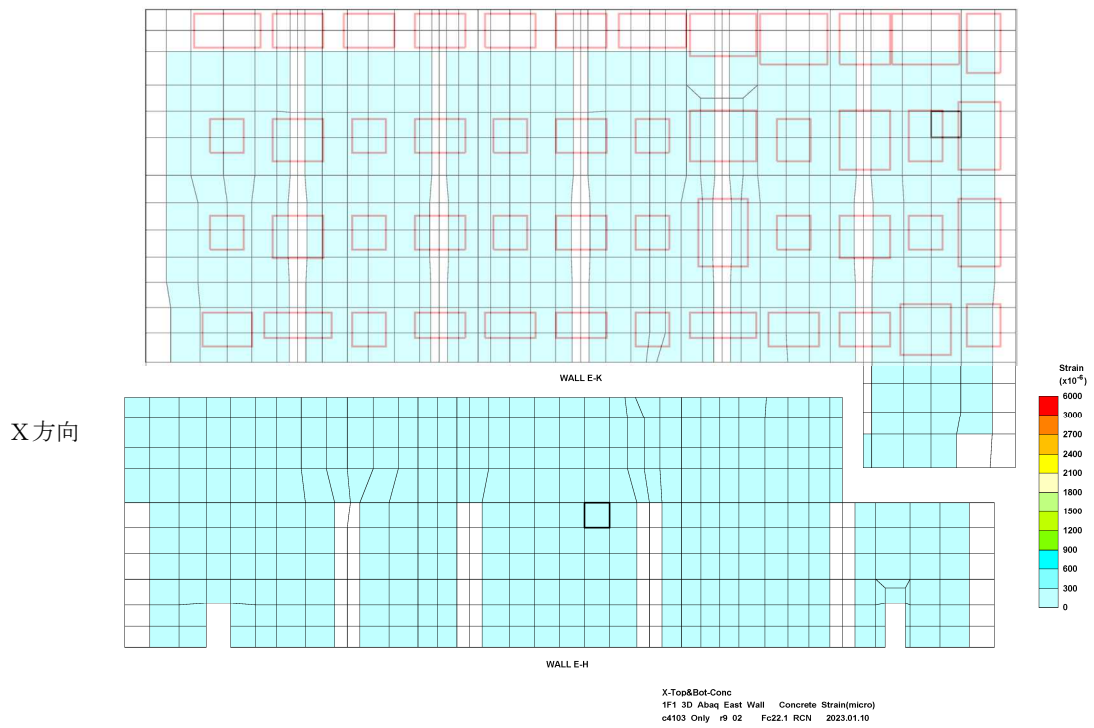 WALL E-K
Strain
(x10⁻⁶)
6000
3000
2700
2400
2100
1800
1500
1200
900
600
300
0
X方向
WALL E-H
X-Top&Bot-Conc
1F1 3D Abaq East Wall Concrete Strain(micro)
c4103 Only r9 02 Fc22.1 RCN 2023.01.10